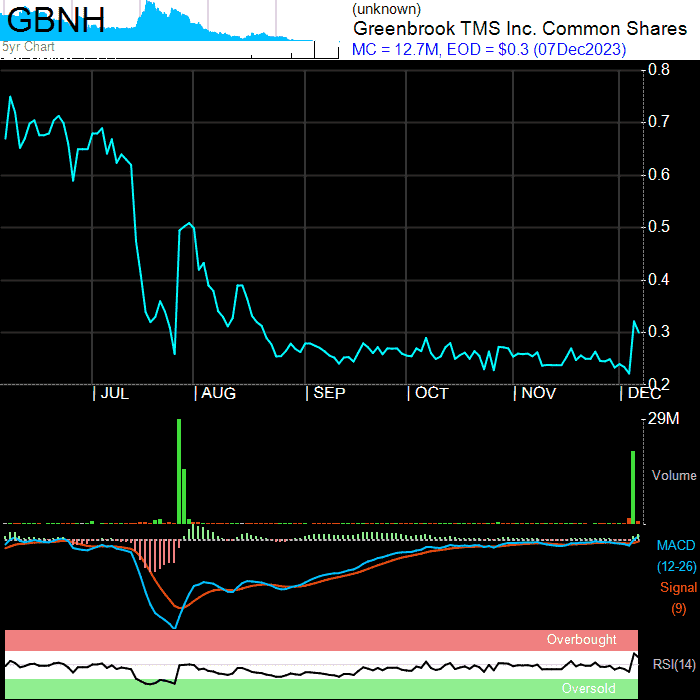 GBNH
5yr Chart
(unknown)
Greenbrook TMS Inc. Common Shares
MC = 12.7M, EOD = $0.3 (07Dec2023)
0.8
0.7
0.6
0.5
0.4
0.3
0.2
JUL AUG SEP OCT NOV DEC
29M
Volume
MACD
(12-26)
Signal
(9)
Overbought
RSI(14)
Oversold